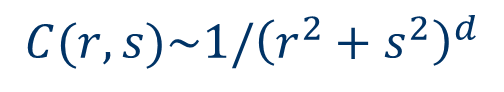 C(r,s)~1/(r² + s²)ᵈ